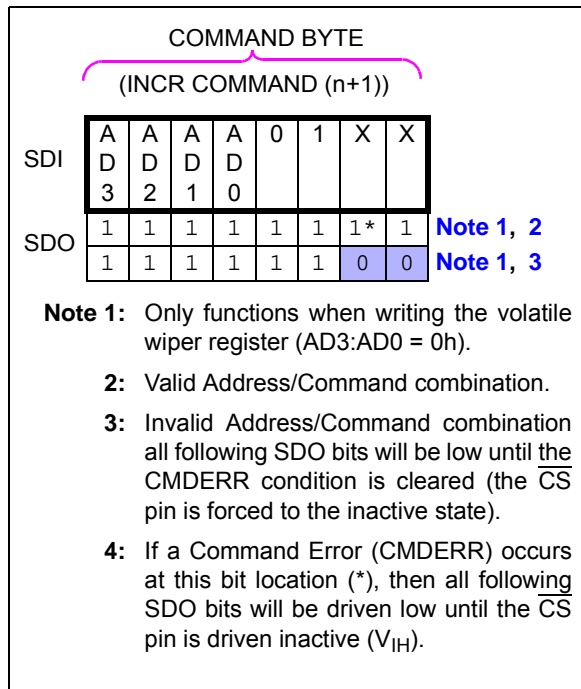 COMMAND BYTE
(INCR COMMAND (n+1))
SDI
A A A A 0 1 X X
D D D D
3 2 1 0
SDO
1 1 1 1 1 1 1* 1 Note 1, 2
1 1 1 1 1 1 0 0 Note 1, 3
Note 1: Only functions when writing the volatile
wiper register (AD3:AD0 = 0h).
2: Valid Address/Command combination.
3: Invalid Address/Command combination
all following SDO bits will be low until the
CMDERR condition is cleared (the C̅S̅
pin is forced to the inactive state).
4: If a Command Error (CMDERR) occurs
at this bit location (*), then all following
SDO bits will be driven low until the C̅S̅
pin is driven inactive (VIH).